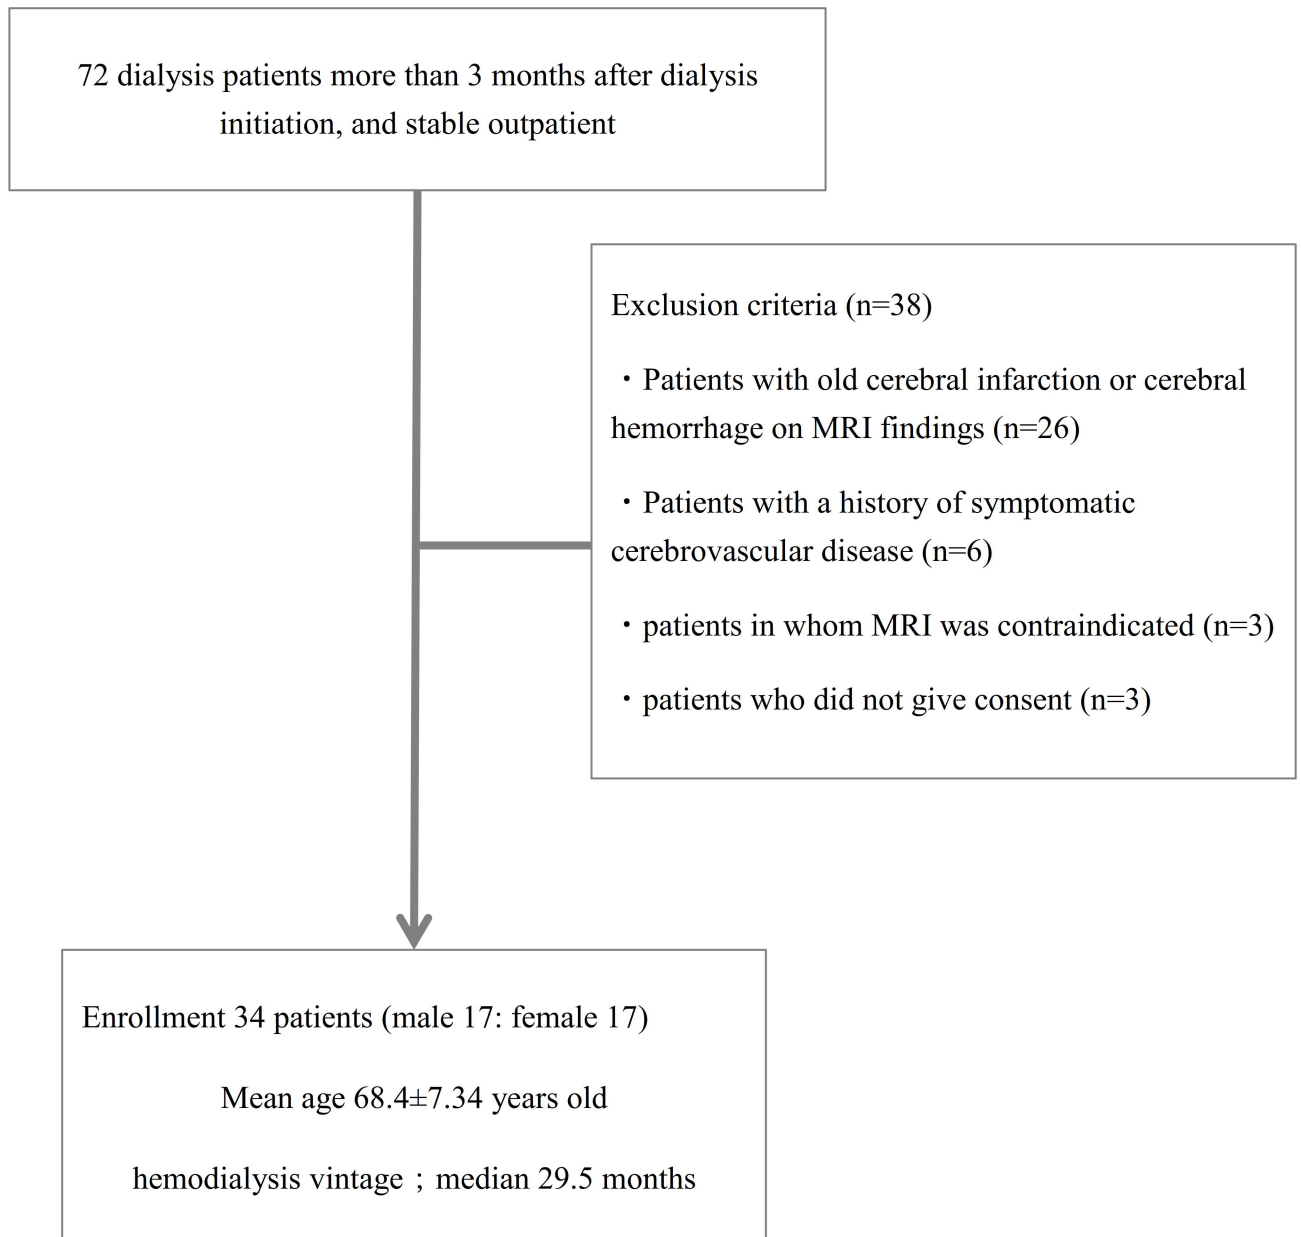 72 dialysis patients more than 3 months after dialysis
initiation, and stable outpatient
Exclusion criteria (n=38)
・Patients with old cerebral infarction or cerebral
hemorrhage on MRI findings (n=26)
・Patients with a history of symptomatic
cerebrovascular disease (n=6)
・patients in whom MRI was contraindicated (n=3)
・patients who did not give consent (n=3)
Enrollment 34 patients (male 17: female 17)
Mean age 68.4±7.34 years old
hemodialysis vintage；median 29.5 months